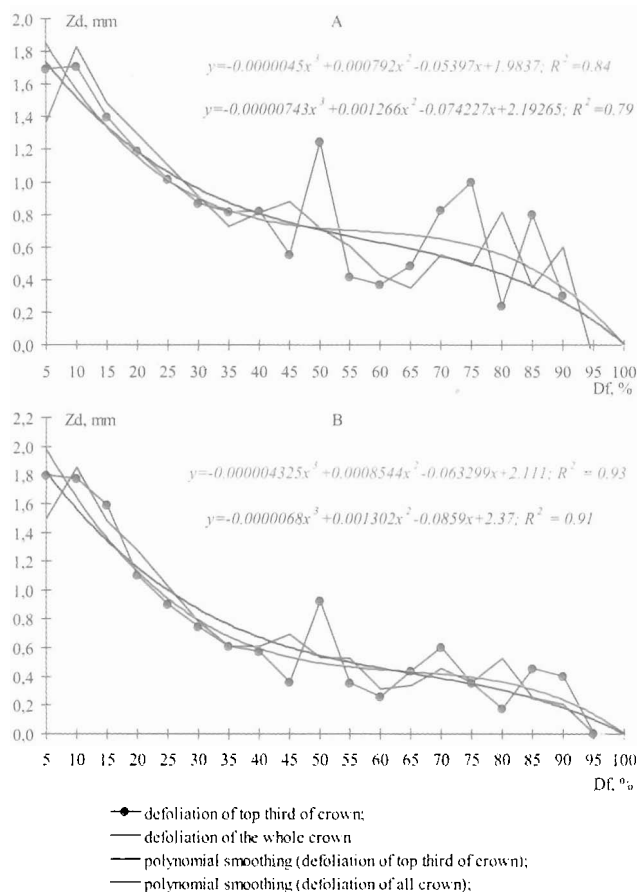 Zd, mm A
2,0
1,8
1,6
1,4
1,2
1,0
0,8
0,6
0,4
0,2
0,0
y=-0.0000045x³+0.000792x²-0.05397x+1.9837; R²=0.84
y=-0.00000743x³+0.001266x²-0.074227x+2.19265; R²=0.79
5 10 15 20 25 30 35 40 45 50 55 60 65 70 75 80 85 90 95 100
Df, %
Zd, mm B
2,2
2,0
1,8
1,6
1,4
1,2
1,0
0,8
0,6
0,4
0,2
0,0
y=-0.000004325x³+0.0008544x²-0.063299x+2.111; R² = 0.93
y=-0.0000068x³+0.001302x²-0.0859x+2.37; R² = 0.91
5 10 15 20 25 30 35 40 45 50 55 60 65 70 75 80 85 90 95 100
Df, %
defoliation of top third of crown;
defoliation of the whole crown
polynomial smoothing (defoliation of top third of crown);
polynomial smoothing (defoliation of all crown);